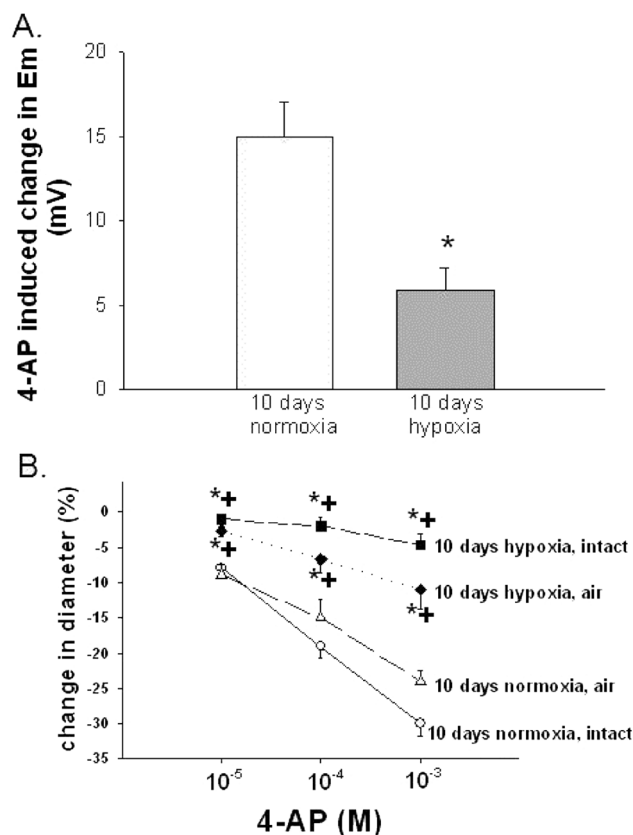 A.
4-AP induced change in Em
(mV)
20
15
10
5
0
*
10 days
normoxia
10 days
hypoxia
B.
change in diameter (%)
0
-5
-10
-15
-20
-25
-30
-35
*+
*+
*+
10 days hypoxia, intact
*+
*+
*+
10 days hypoxia, air
10 days normoxia, air
10 days normoxia, intact
10⁻⁵
10⁻⁴
10⁻³
4-AP (M)